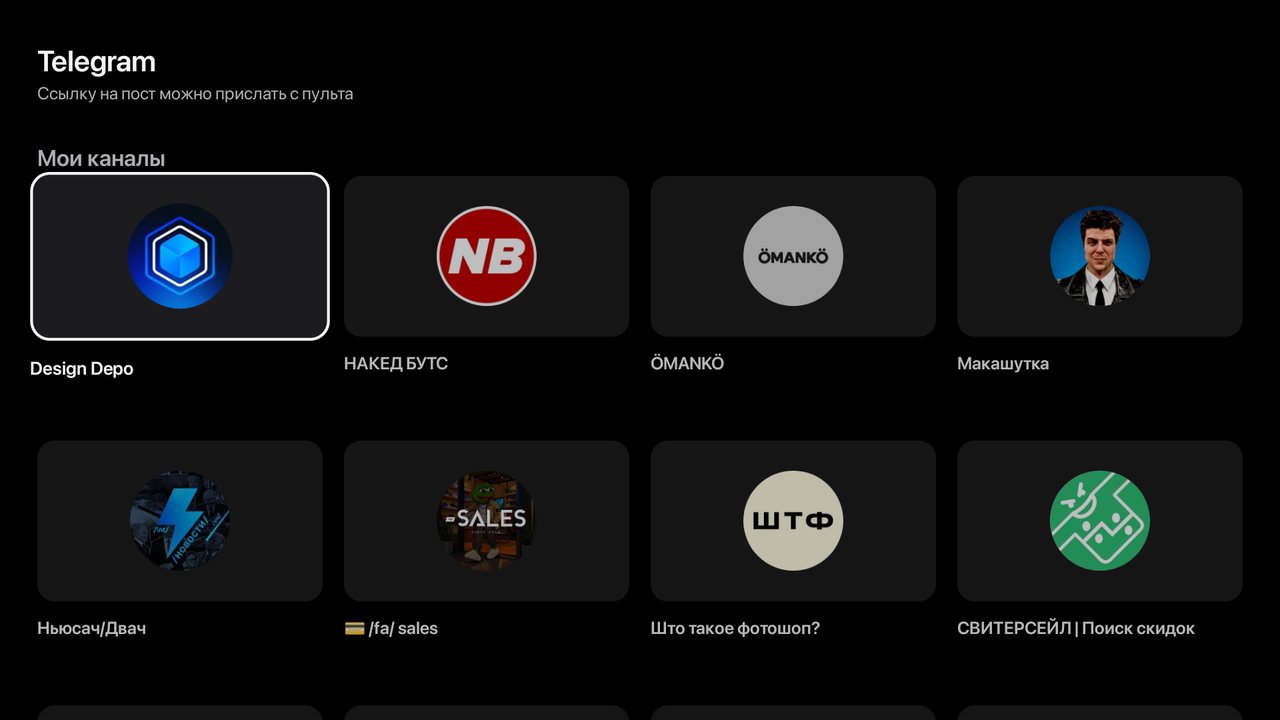 Telegram
Ссылку на пост можно прислать с пульта
Мои каналы
NB
ÖMANKÖ
Design Depo
НАКЕД БУТС
ÖMANKÖ
Макашутка
/НОВОСТИ/
SALES
ШТФ
Ньюсач/Двач
💳 /fa/ sales
Што такое фотошоп?
СВИТЕРСЕЙЛ | Поиск скидок